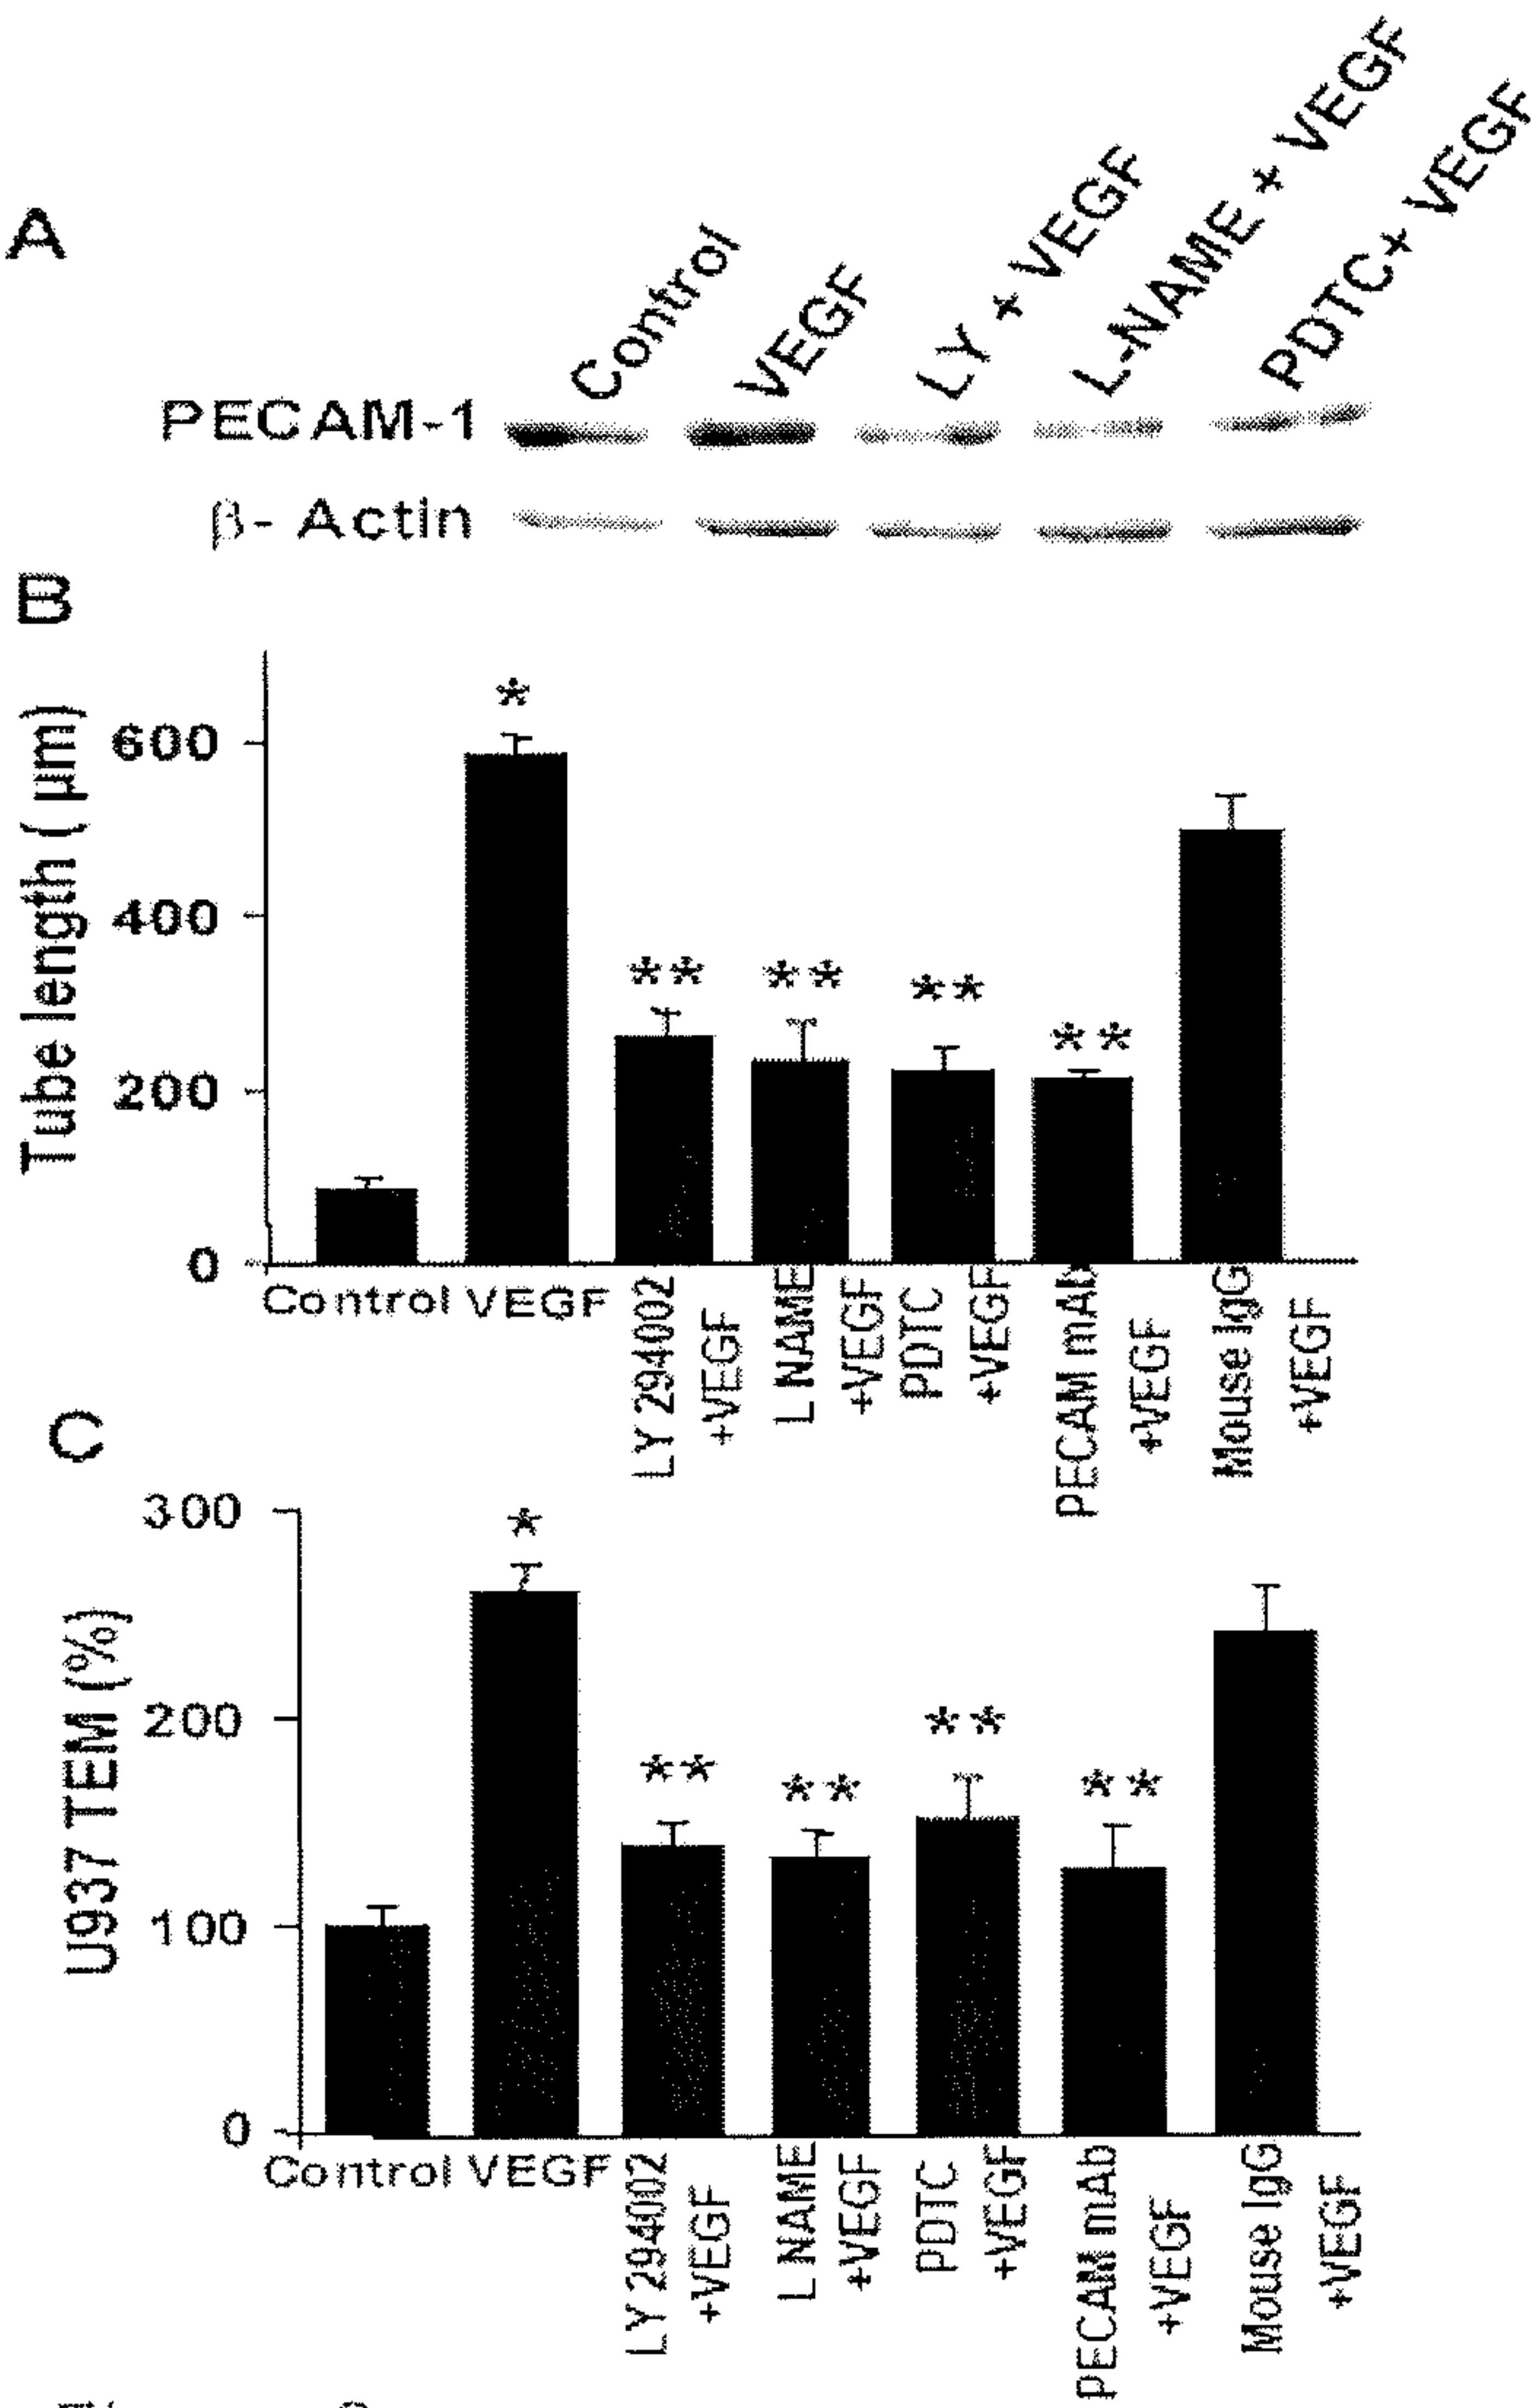 A
Control
VEGF
LY + VEGF
L-NAME + VEGF
PDTC+ VEGF
PECAM-1
β- Actin
B
Tube length ( μm)
600
400
200
0
*
**
**
**
**
Control
VEGF
LY 294002
+VEGF
L NAME
+VEGF
PDTC
+VEGF
PECAM mAb
+VEGF
Mouse IgG
+VEGF
C
U937 TEM (%)
300
200
100
0
*
**
**
**
**
Control
VEGF
LY 294002
+VEGF
L NAME
+VEGF
PDTC
+VEGF
PECAM mAb
+VEGF
Mouse IgG
+VEGF